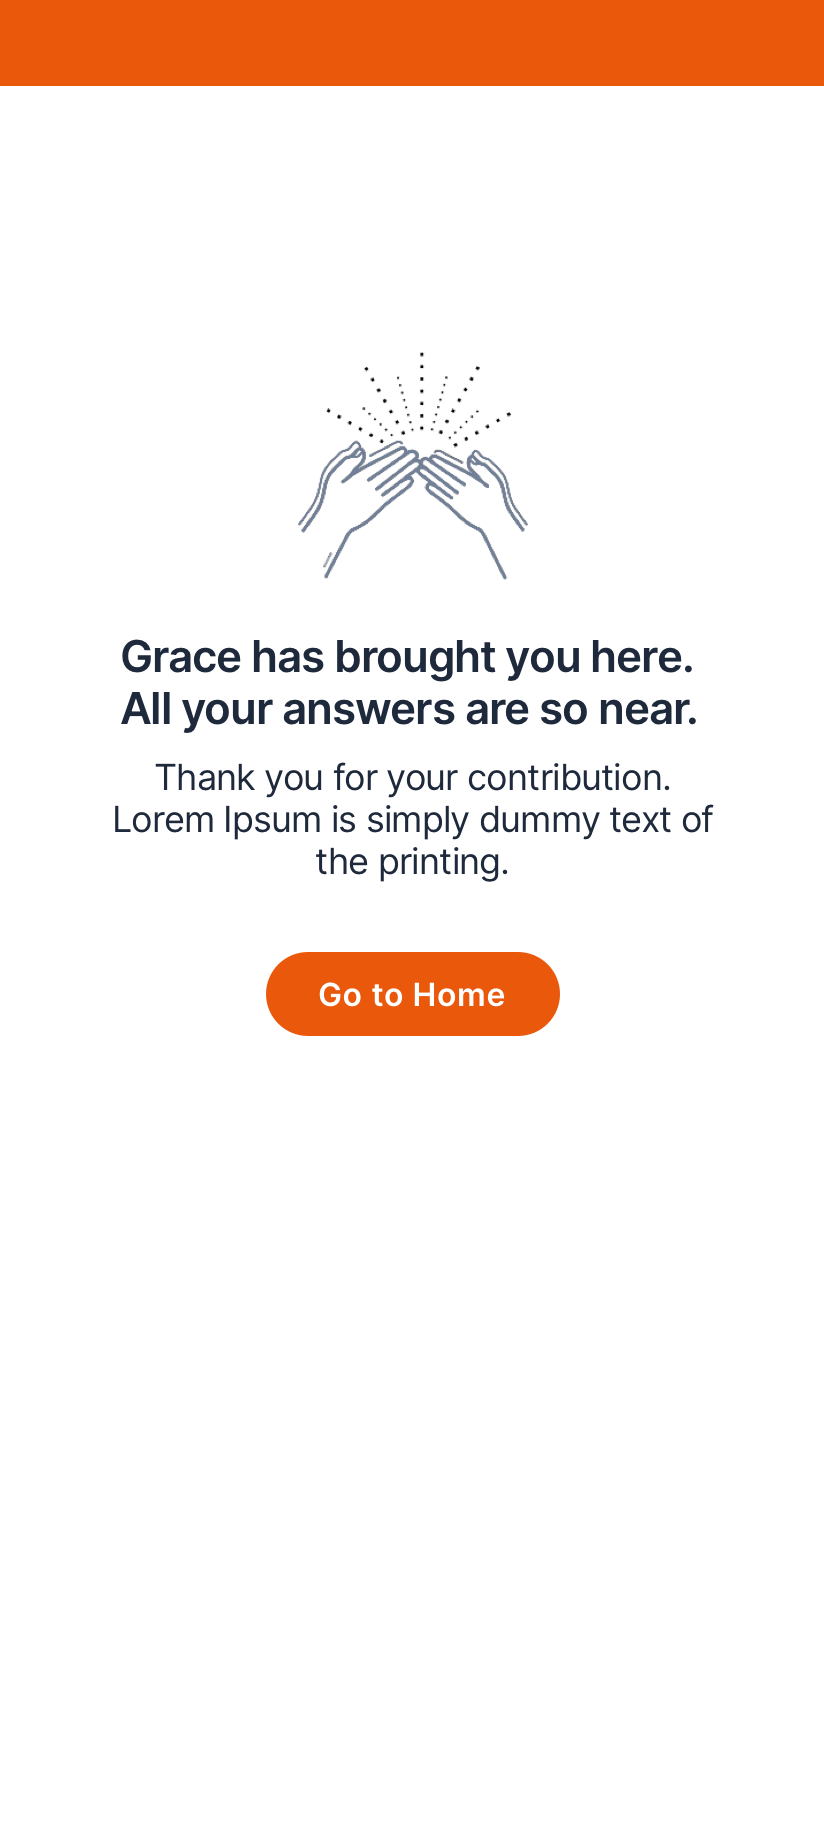 Grace has brought you here.
All your answers are so near.
Thank you for your contribution.
Lorem Ipsum is simply dummy text of
the printing.
Go to Home